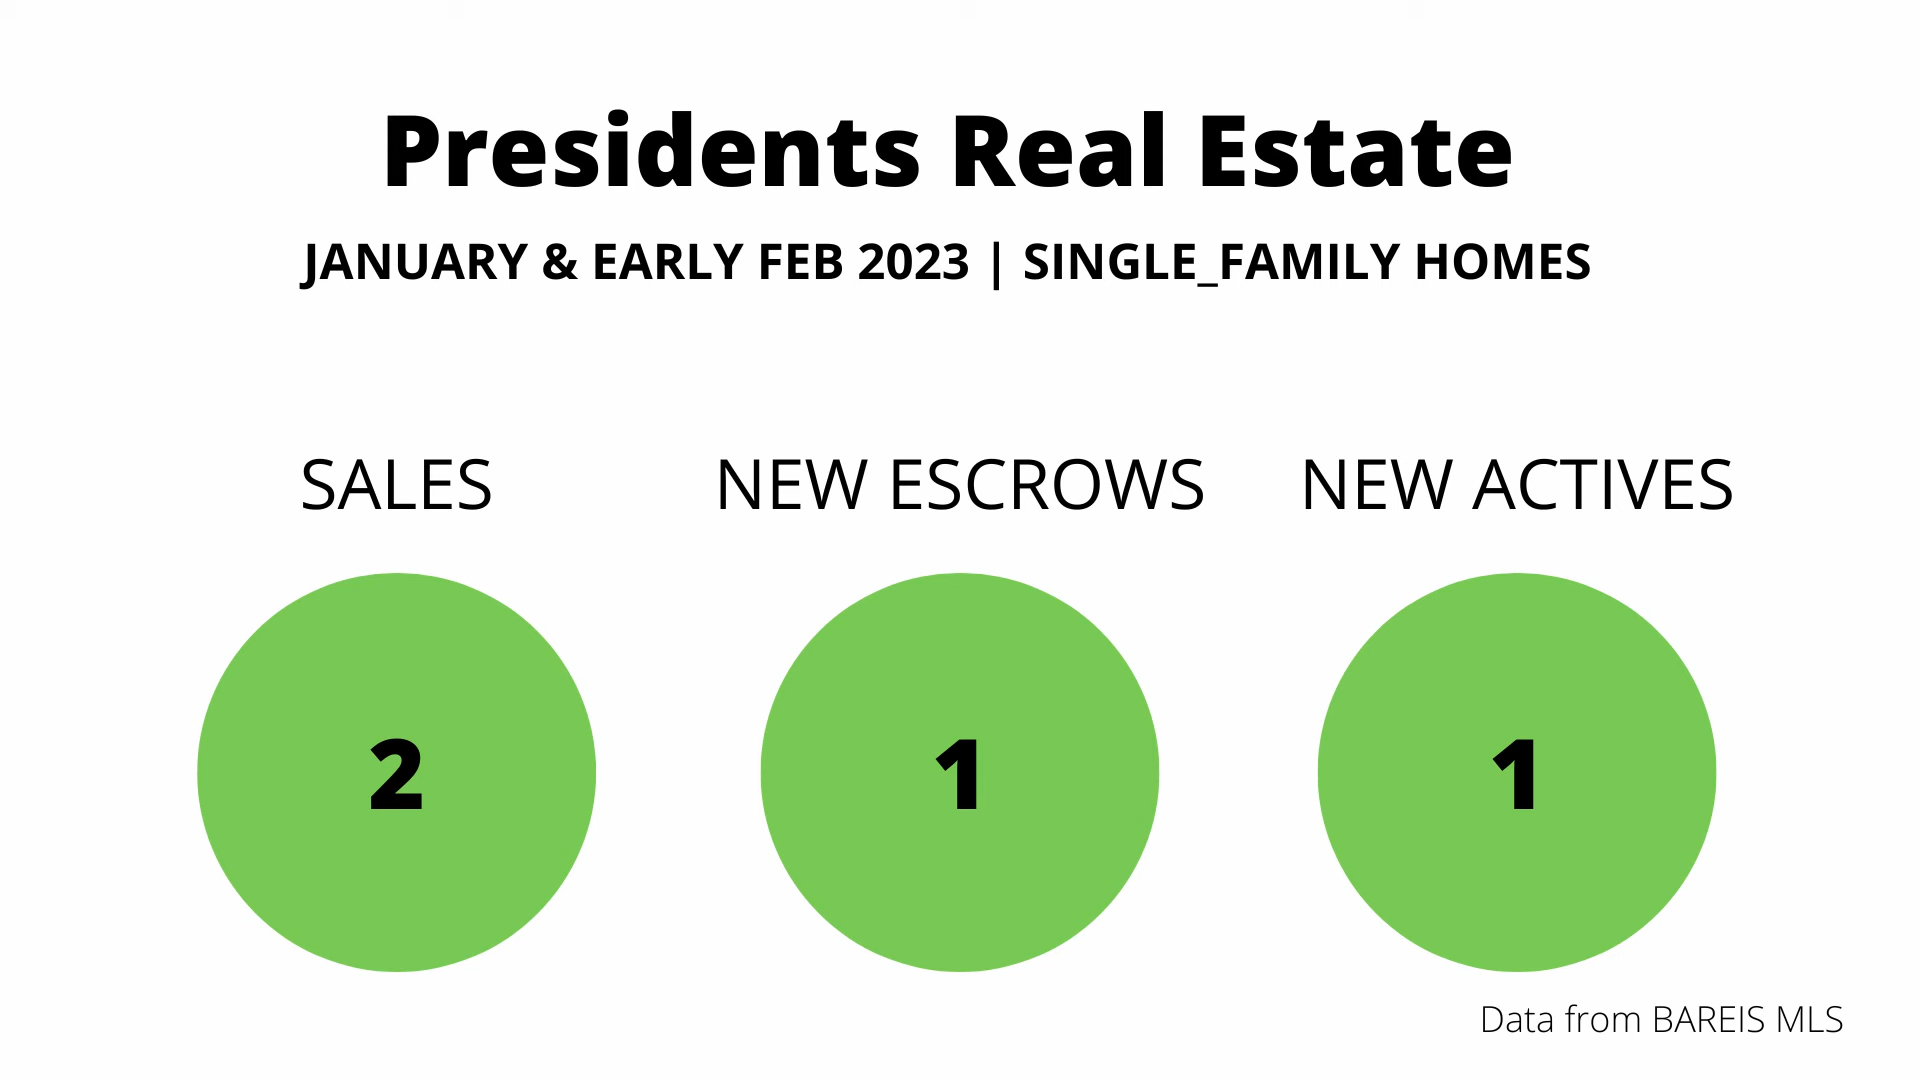 Presidents Real Estate
JANUARY & EARLY FEB 2023 | SINGLE_FAMILY HOMES
SALES
NEW ESCROWS
NEW ACTIVES
2
1
1
Data from BAREIS MLS